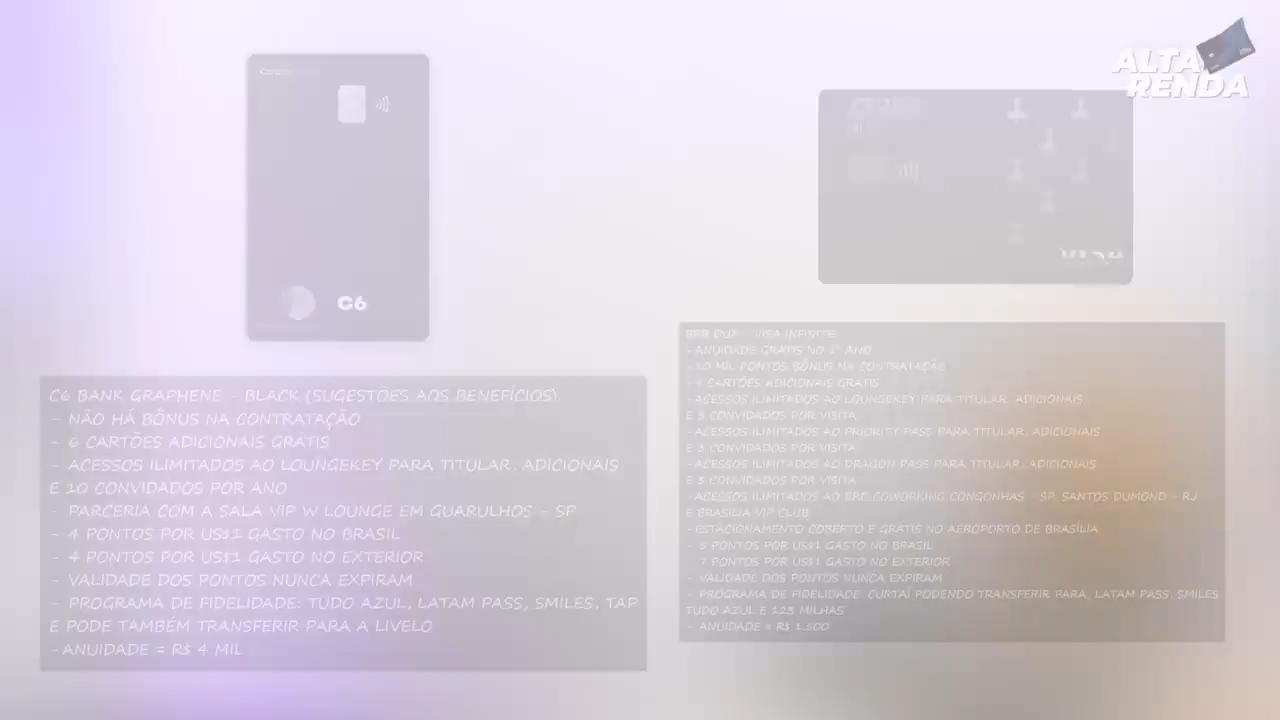 ALTA
RENDA
C6
VISA
C6 BANK GRAPHENE - BLACK (SUGESTÕES AOS BENEFÍCIOS)
- NÃO HÁ BÔNUS NA CONTRATAÇÃO
- 6 CARTÕES ADICIONAIS GRÁTIS
- ACESSOS ILIMITADOS AO LOUNGEKEY PARA TITULAR, ADICIONAIS
E 10 CONVIDADOS POR ANO
- PARCERIA COM A SALA VIP W LOUNGE EM GUARULHOS - SP
- 4 PONTOS POR US$1 GASTO NO BRASIL
- 4 PONTOS POR US$1 GASTO NO EXTERIOR
- VALIDADE DOS PONTOS NUNCA EXPIRAM
- PROGRAMA DE FIDELIDADE: TUDO AZUL, LATAM PASS, SMILES, TAP
E PODE TAMBÉM TRANSFERIR PARA A LIVELO
- ANUIDADE = R$ 4 MIL
BRB DUX - VISA INFINITE
- ANUIDADE GRÁTIS NO 1º ANO
- MIL PONTOS BÔNUS NA CONTRATAÇÃO
- CARTÕES ADICIONAIS GRÁTIS
- ACESSOS ILIMITADOS AO LOUNGEKEY PARA TITULAR, ADICIONAIS
E 3 CONVIDADOS POR VISITA
- ACESSOS ILIMITADOS AO PRIORITY PASS PARA TITULAR, ADICIONAIS
E 3 CONVIDADOS POR VISITA
- ACESSOS ILIMITADOS AO DRAGON PASS PARA TITULAR, ADICIONAIS
E 3 CONVIDADOS POR VISITA
- ACESSOS ILIMITADOS AO BRB COWORKING CONGONHAS - SP, SANTOS DUMOND - RJ
E BRASÍLIA VIP CLUB
- ESTACIONAMENTO COBERTO E GRÁTIS NO AEROPORTO DE BRASÍLIA
- 5 PONTOS POR US$1 GASTO NO BRASIL
- 7 PONTOS POR US$1 GASTO NO EXTERIOR
- VALIDADE DOS PONTOS NUNCA EXPIRAM
- PROGRAMA DE FIDELIDADE: CURTAÍ PODENDO TRANSFERIR PARA, LATAM PASS, SMILES
TUDO AZUL E 123 MILHAS
- ANUIDADE = R$ 1.500